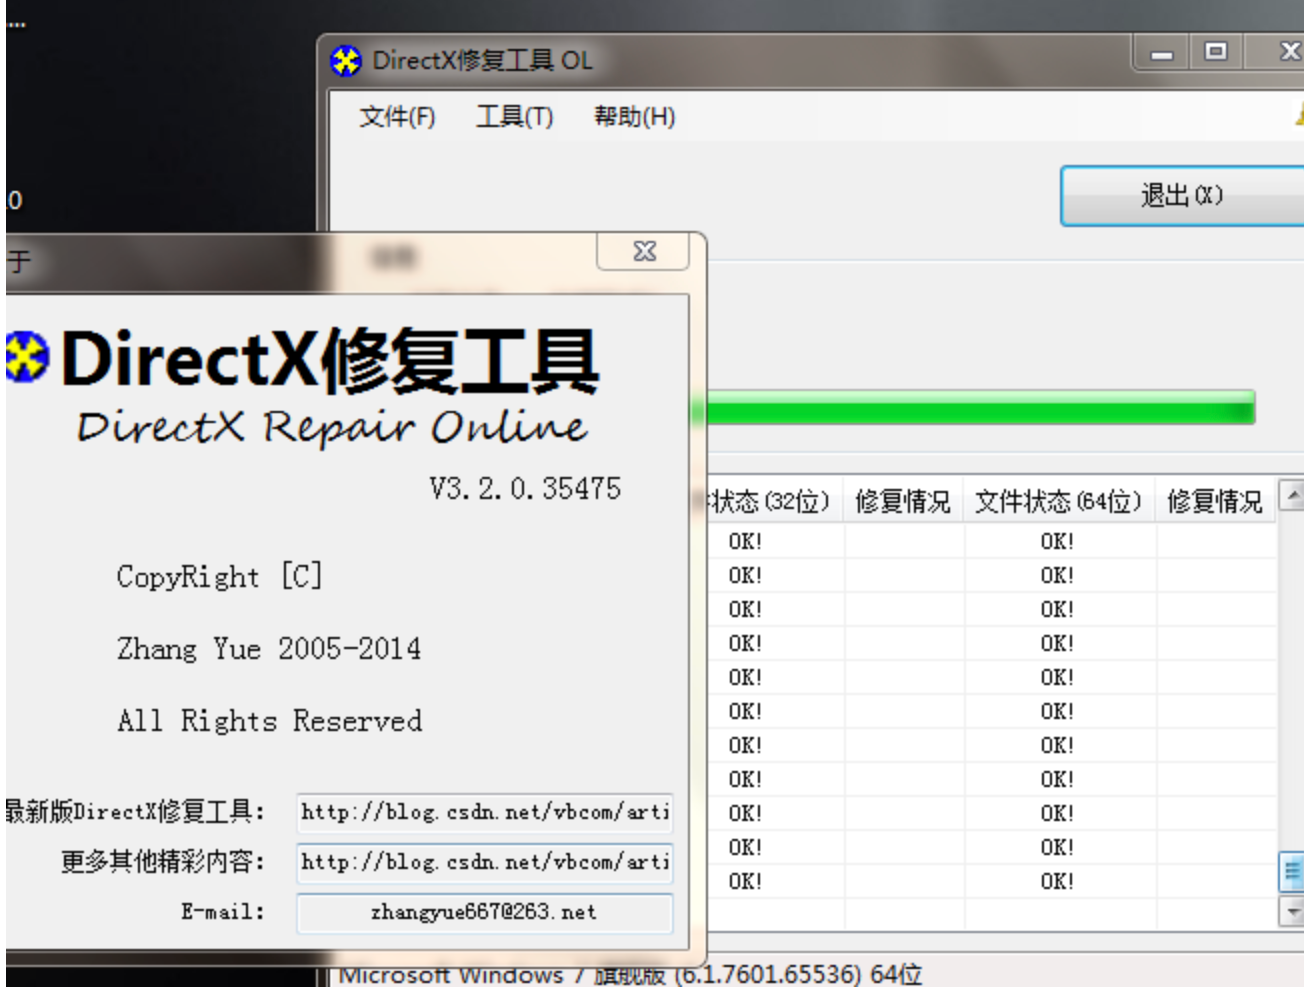 ...
DirectX修复工具 OL
文件(F) 工具(T) 帮助(H)
0
退出(X)
于
DirectX修复工具
DirectX Repair Online
V3.2.0.35475
状态(32位) 修复情况 文件状态(64位) 修复情况
OK! OK!
OK! OK!
OK! OK!
OK! OK!
OK! OK!
OK! OK!
OK! OK!
OK! OK!
OK! OK!
OK! OK!
OK! OK!
CopyRight [C]
Zhang Yue 2005-2014
All Rights Reserved
最新版DirectX修复工具: http://blog.csdn.net/vbcom/arti
更多其他精彩内容: http://blog.csdn.net/vbcom/arti
E-mail: zhangyue667@263.net
Microsoft Windows 7 旗舰版 (6.1.7601.65536) 64位